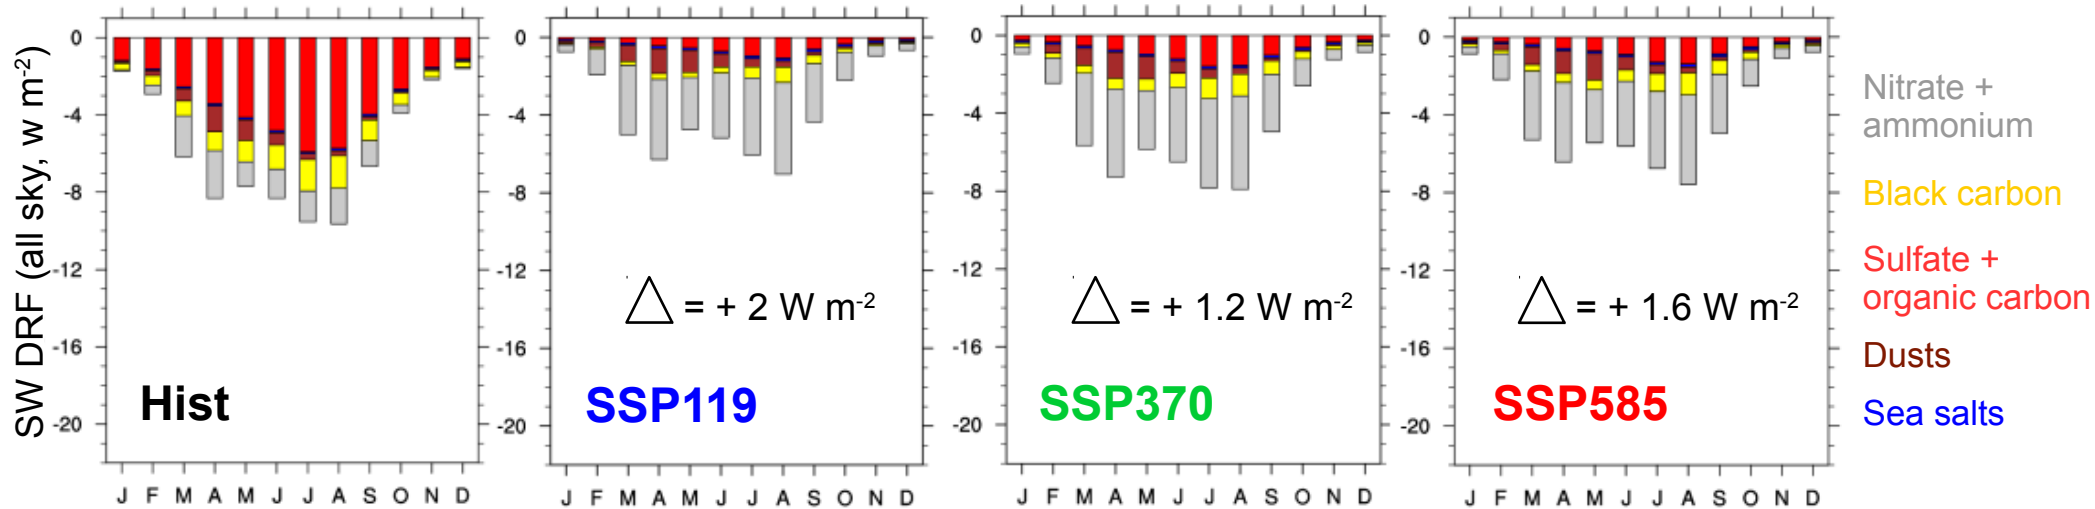 SW DRF (all sky, w m-2)
0
-4
-8
-12
-16
-20
Hist
J F M A M J J A S O N D
0
-4
-8
-12
-16
-20
△ = + 2 W m-2
SSP119
J F M A M J J A S O N D
0
-4
-8
-12
-16
-20
△ = + 1.2 W m-2
SSP370
J F M A M J J A S O N D
0
-4
-8
-12
-16
-20
△ = + 1.6 W m-2
SSP585
J F M A M J J A S O N D
Nitrate +
ammonium
Black carbon
Sulfate +
organic carbon
Dusts
Sea salts